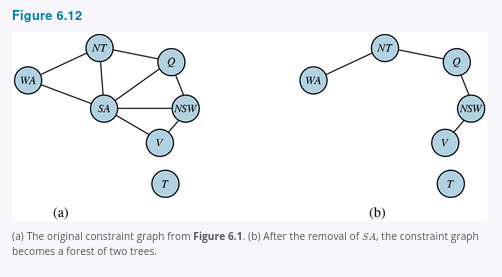 Figure 6.12
NT
Q
WA
SA
NSW
V
T
(a)
NT
Q
WA
NSW
V
T
(b)
(a) The original constraint graph from Figure 6.1. (b) After the removal of SA, the constraint graph
becomes a forest of two trees.